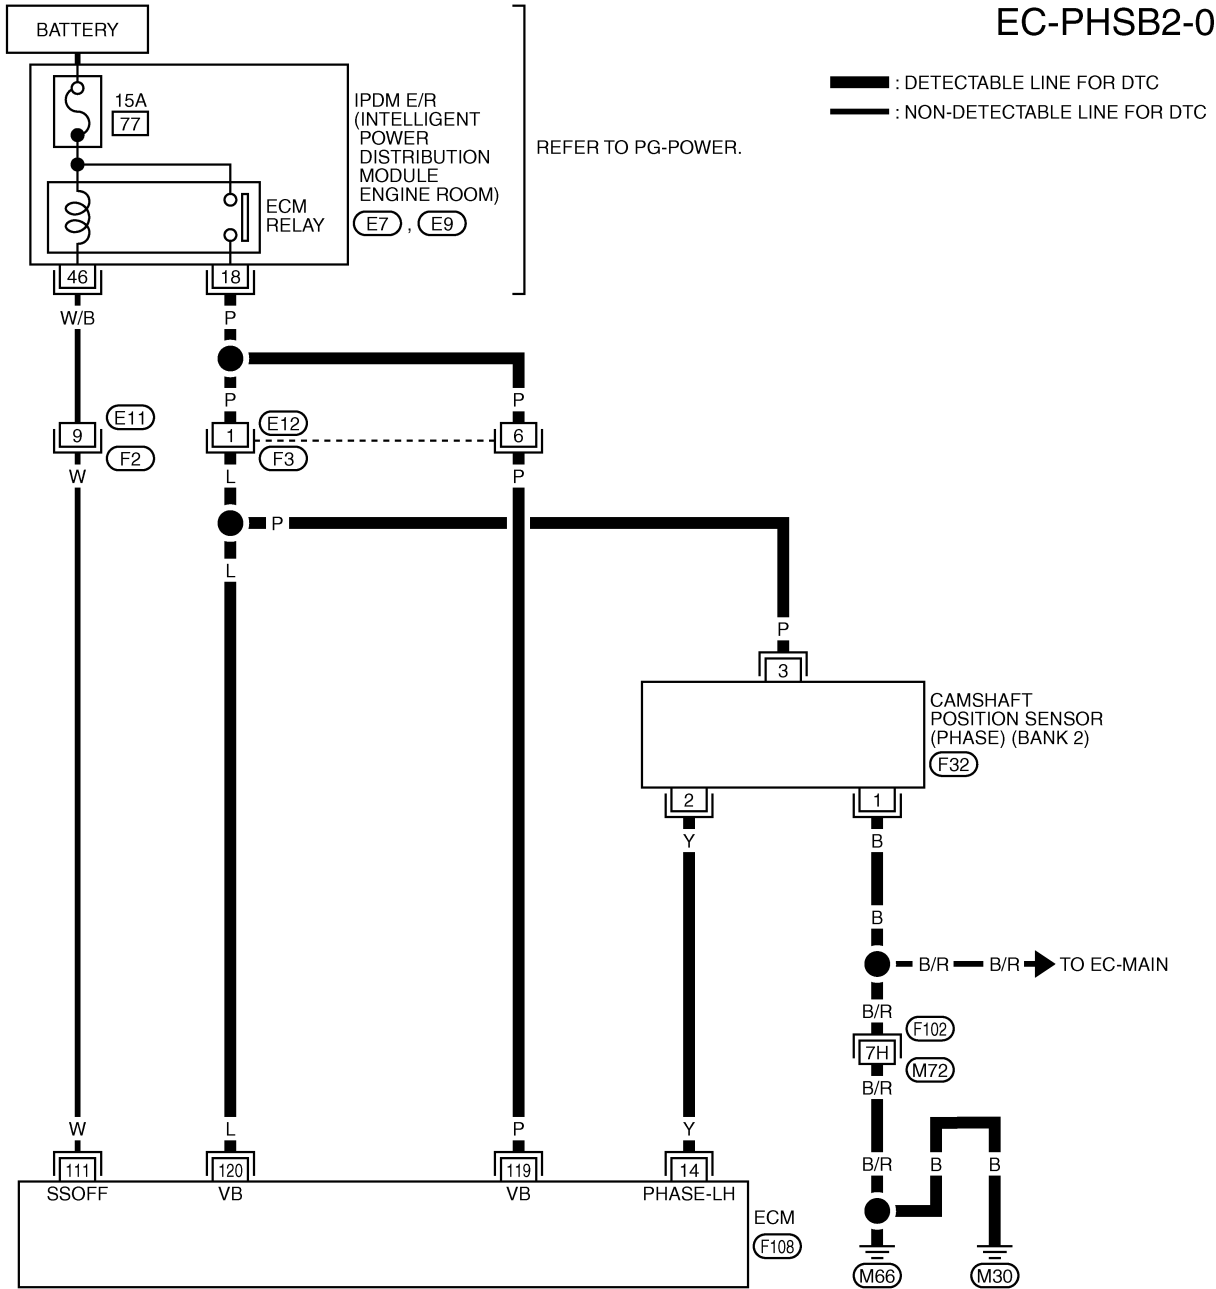 EC-PHSB2-0
BATTERY
: DETECTABLE LINE FOR DTC
: NON-DETECTABLE LINE FOR DTC
15A
77
IPDM E/R
(INTELLIGENT
POWER
DISTRIBUTION
MODULE
ENGINE ROOM)
E7 , E9
REFER TO PG-POWER.
ECM
RELAY
46
18
W/B
P
P
P
9
E11
F2
1
E12
F3
6
W
L
P
P
L
P
3
CAMSHAFT
POSITION SENSOR
(PHASE) (BANK 2)
F32
2
1
Y
B
B
B/R
B/R
TO EC-MAIN
B/R
F102
7H
M72
B/R
W
L
P
Y
B/R
B
B
111
120
119
14
SSOFF
VB
VB
PHASE-LH
ECM
F108
M66
M30